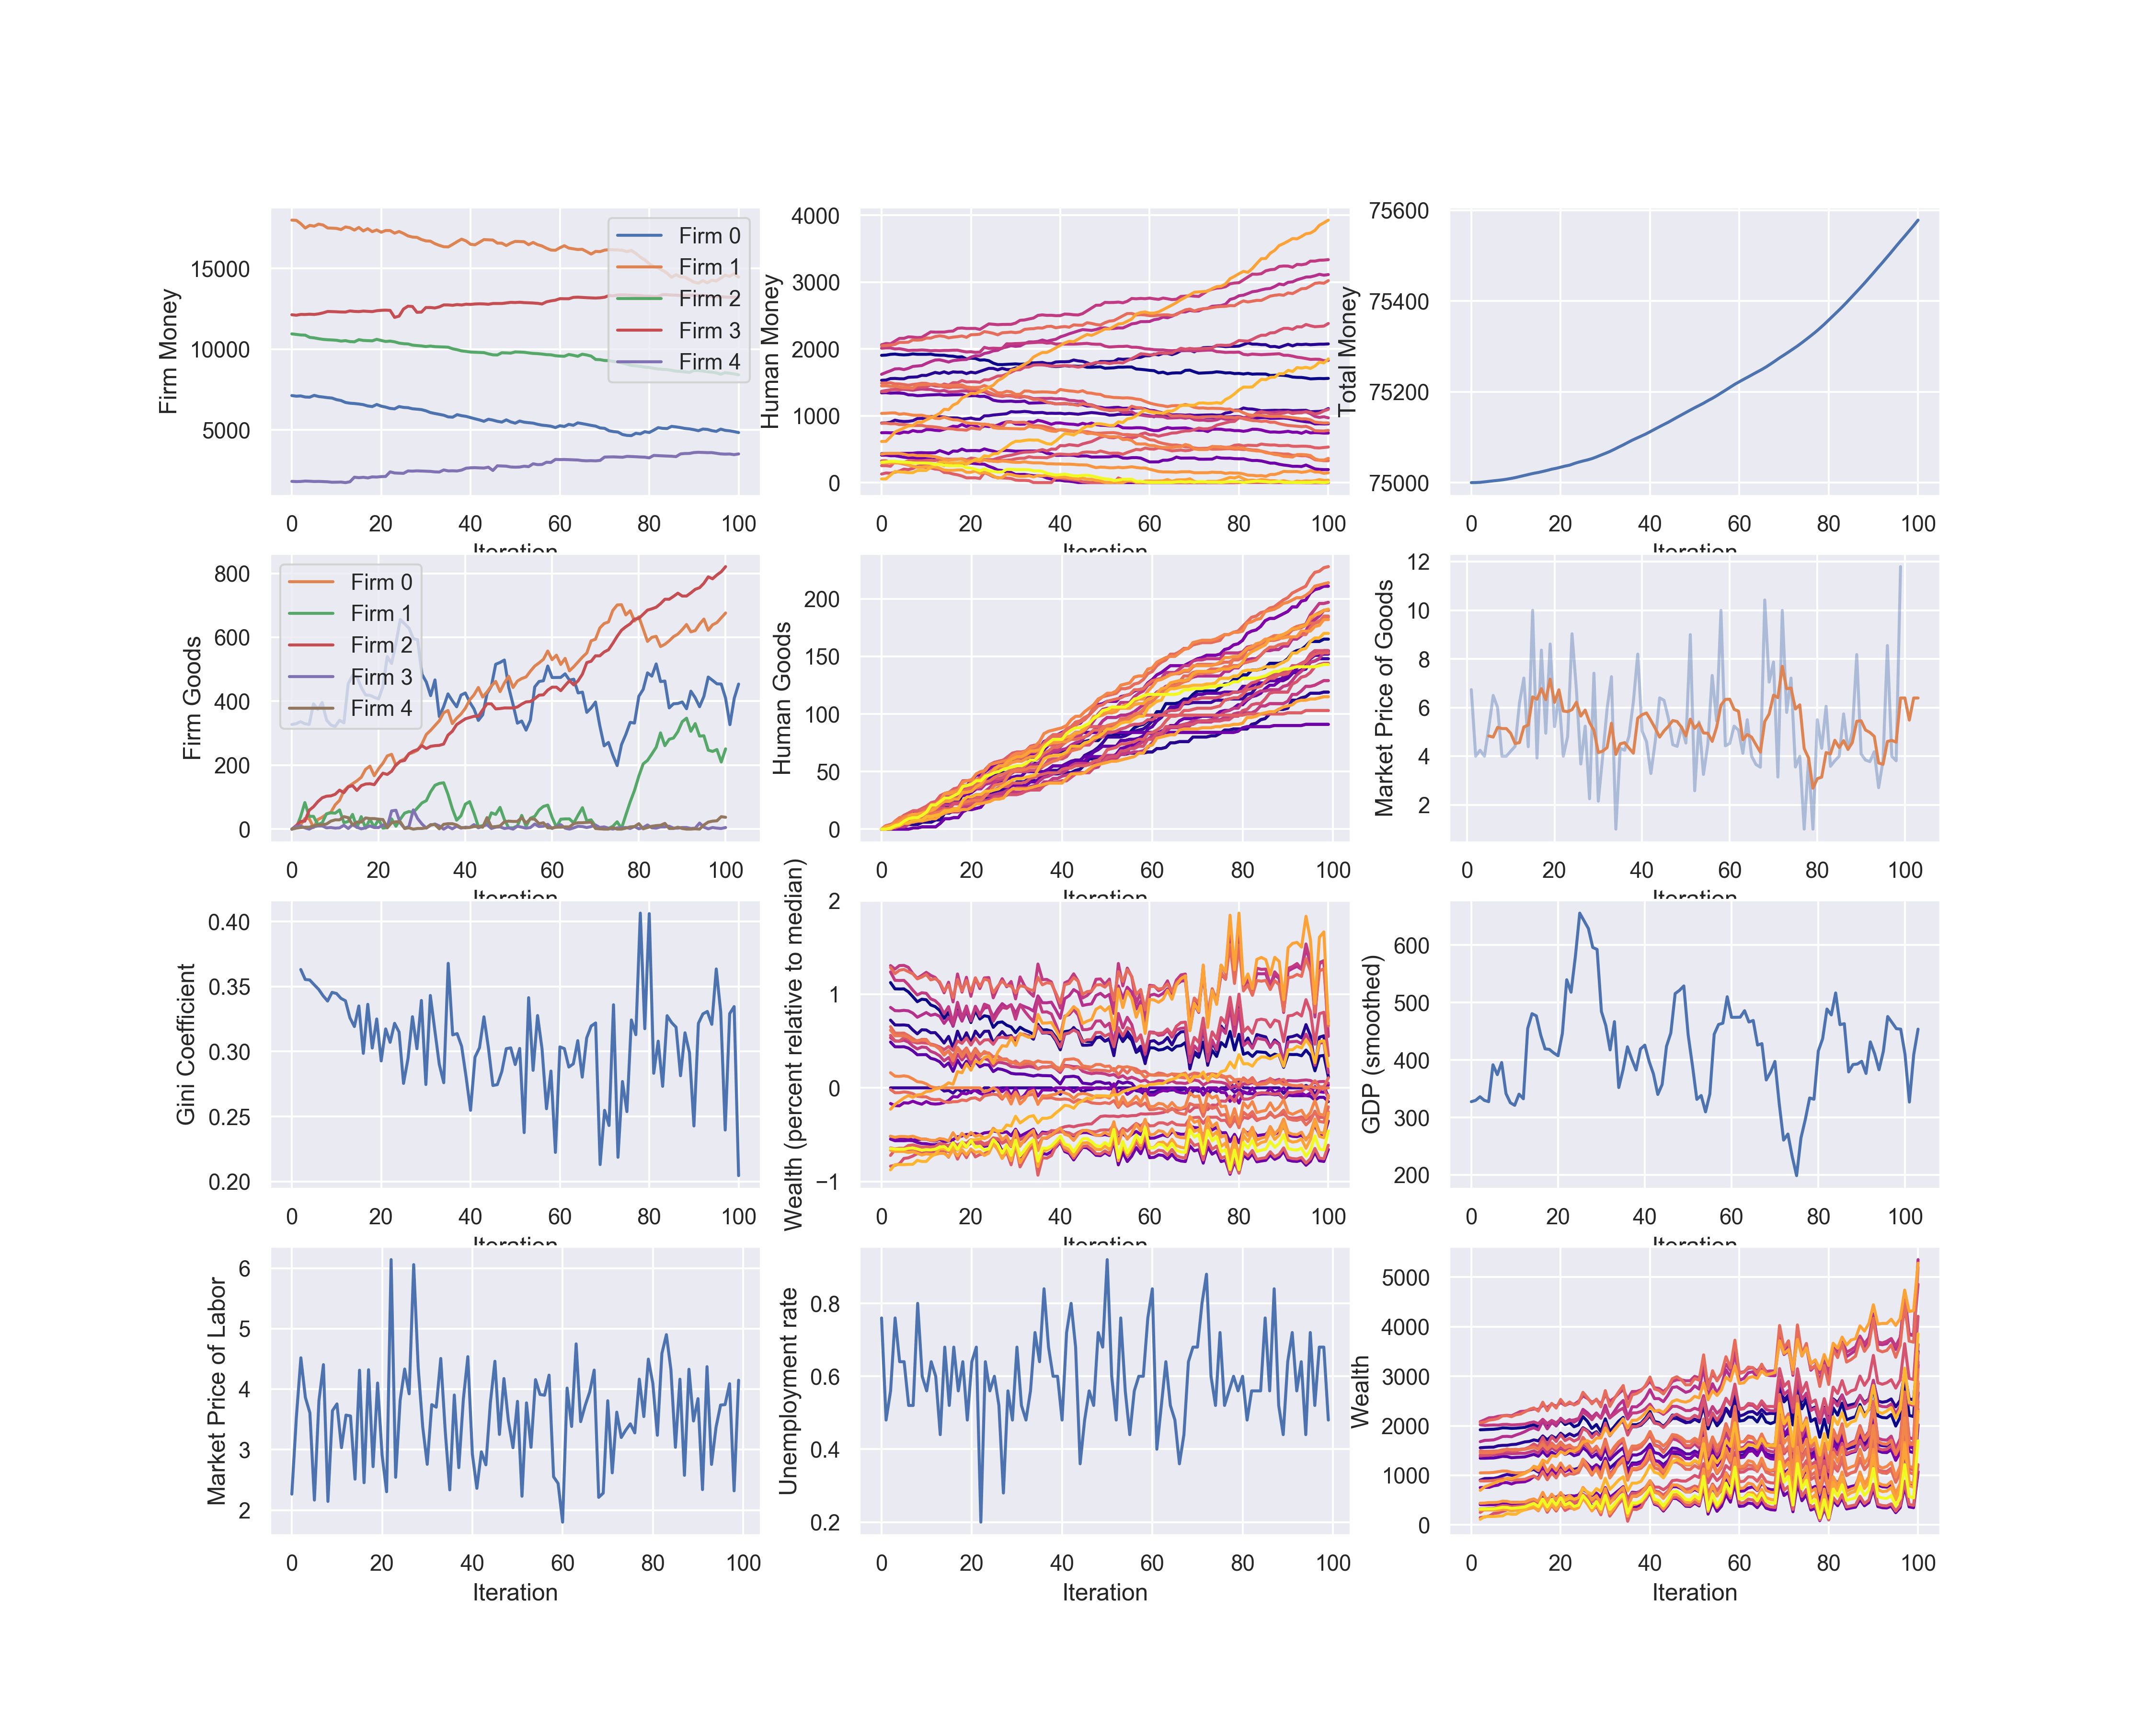 Firm Money
15000
10000
5000
0 20 40 60 80 100
Iteration
Firm 0
Firm 1
Firm 2
Firm 3
Firm 4
Human Money
4000
3000
2000
1000
0
0 20 40 60 80 100
Iteration
Total Money
75600
75400
75200
75000
0 20 40 60 80 100
Iteration
Firm Goods
800
600
400
200
0
0 20 40 60 80 100
Iteration
Firm 0
Firm 1
Firm 2
Firm 3
Firm 4
Human Goods
200
150
100
50
0
0 20 40 60 80 100
Iteration
Market Price of Goods
12
10
8
6
4
2
0 20 40 60 80 100
Iteration
Gini Coefficient
0.40
0.35
0.30
0.25
0.20
0 20 40 60 80 100
Iteration
Wealth (percent relative to median)
2
1
0
−1
0 20 40 60 80 100
Iteration
GDP (smoothed)
600
500
400
300
200
0 20 40 60 80 100
Iteration
Market Price of Labor
6
5
4
3
2
0 20 40 60 80 100
Iteration
Unemployment rate
0.8
0.6
0.4
0.2
0 20 40 60 80 100
Iteration
Wealth
5000
4000
3000
2000
1000
0
0 20 40 60 80 100
Iteration